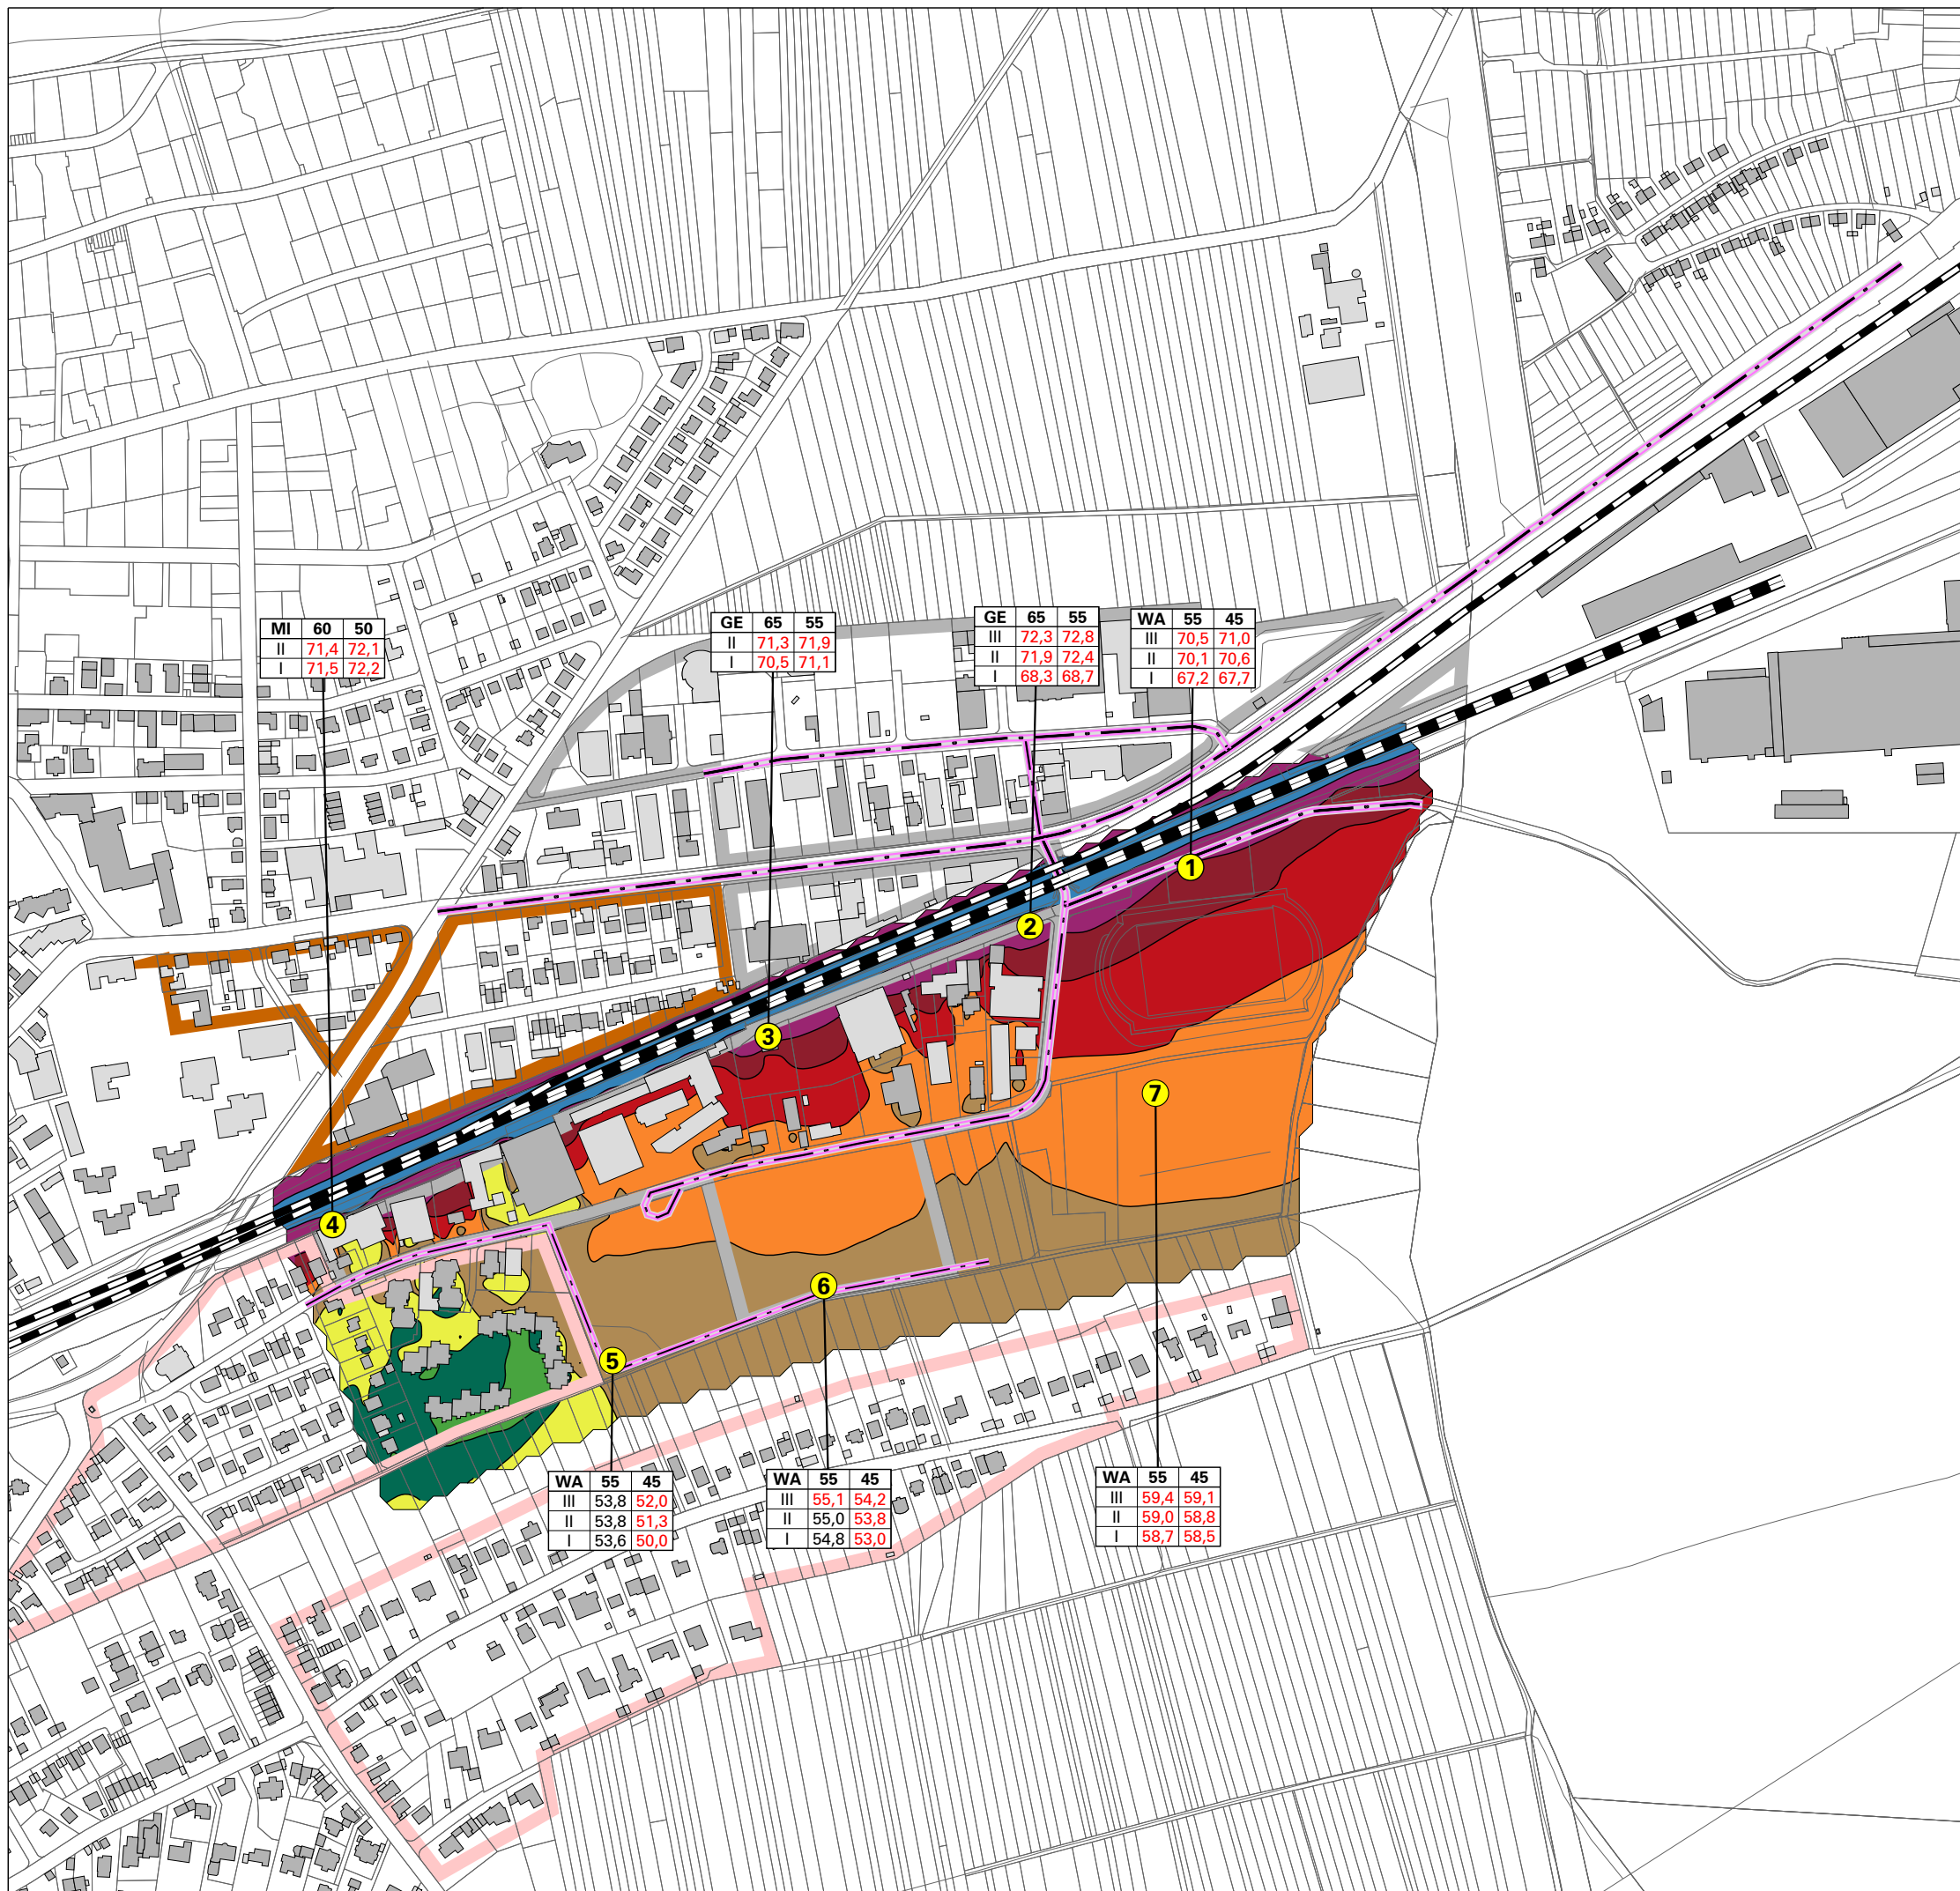 MI 60 50
II 71,4 72,1
I 71,5 72,2
GE 65 55
II 71,3 71,9
I 70,5 71,1
GE 65 55
III 72,3 72,8
II 71,9 72,4
I 68,3 68,7
WA 55 45
III 70,5 71,0
II 70,1 70,6
I 67,2 67,7
1
2
3
7
4
6
5
WA 55 45
III 53,8 52,0
II 53,8 51,3
I 53,6 50,0
WA 55 45
III 55,1 54,2
II 55,0 53,8
I 54,8 53,0
WA 55 45
III 59,4 59,1
II 59,0 58,8
I 58,7 58,5